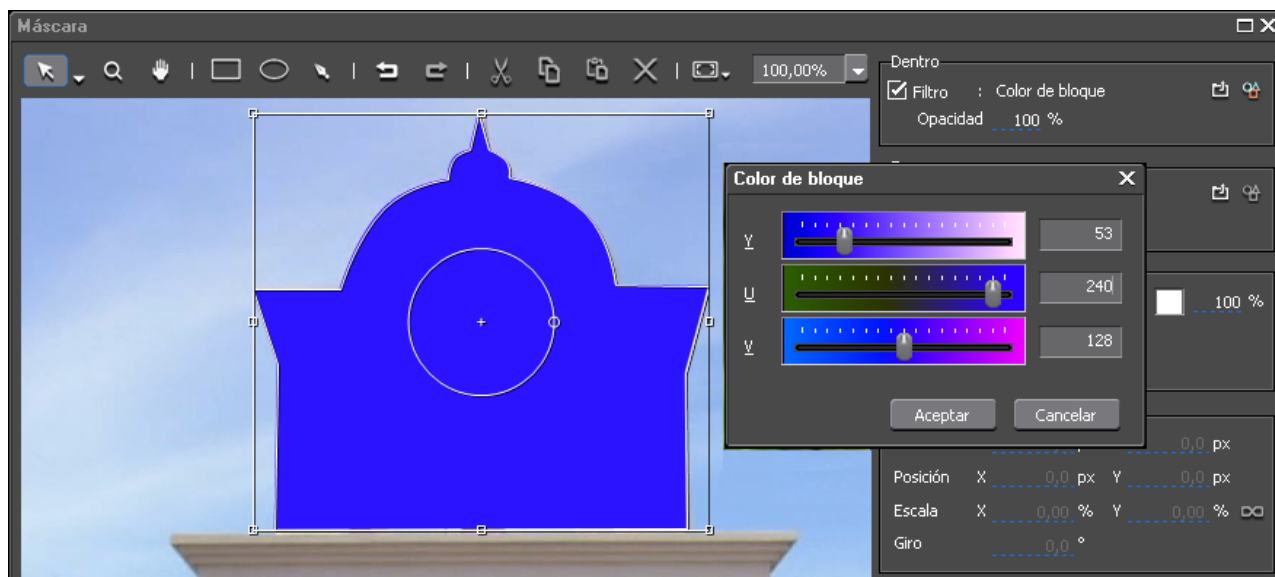 Máscara
100,00%
Dentro
Filtro : Color de bloque
Opacidad 100 %
Color de bloque
Y 53
U 240
V 128
Aceptar Cancelar
100 %
0,0 px
Posición X 0,0 px Y 0,0 px
Escala X 0,00 % Y 0,00 %
Giro 0,0 °